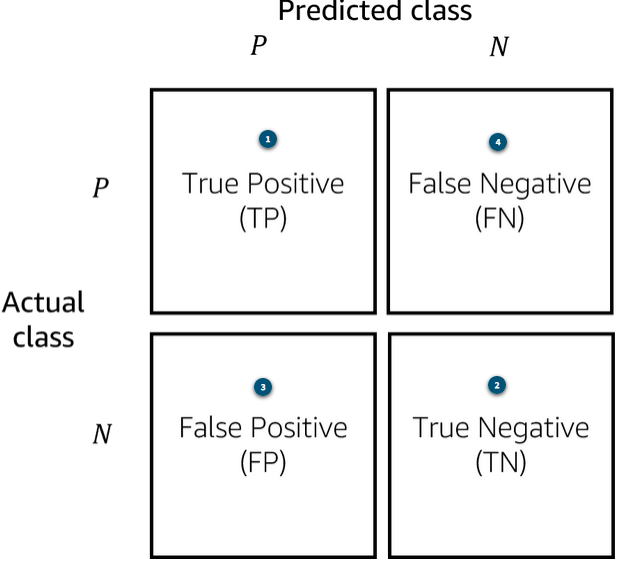 Predicted class
P N
1 4
P True Positive False Negative
(TP) (FN)
Actual
class
3 2
N False Positive True Negative
(FP) (TN)